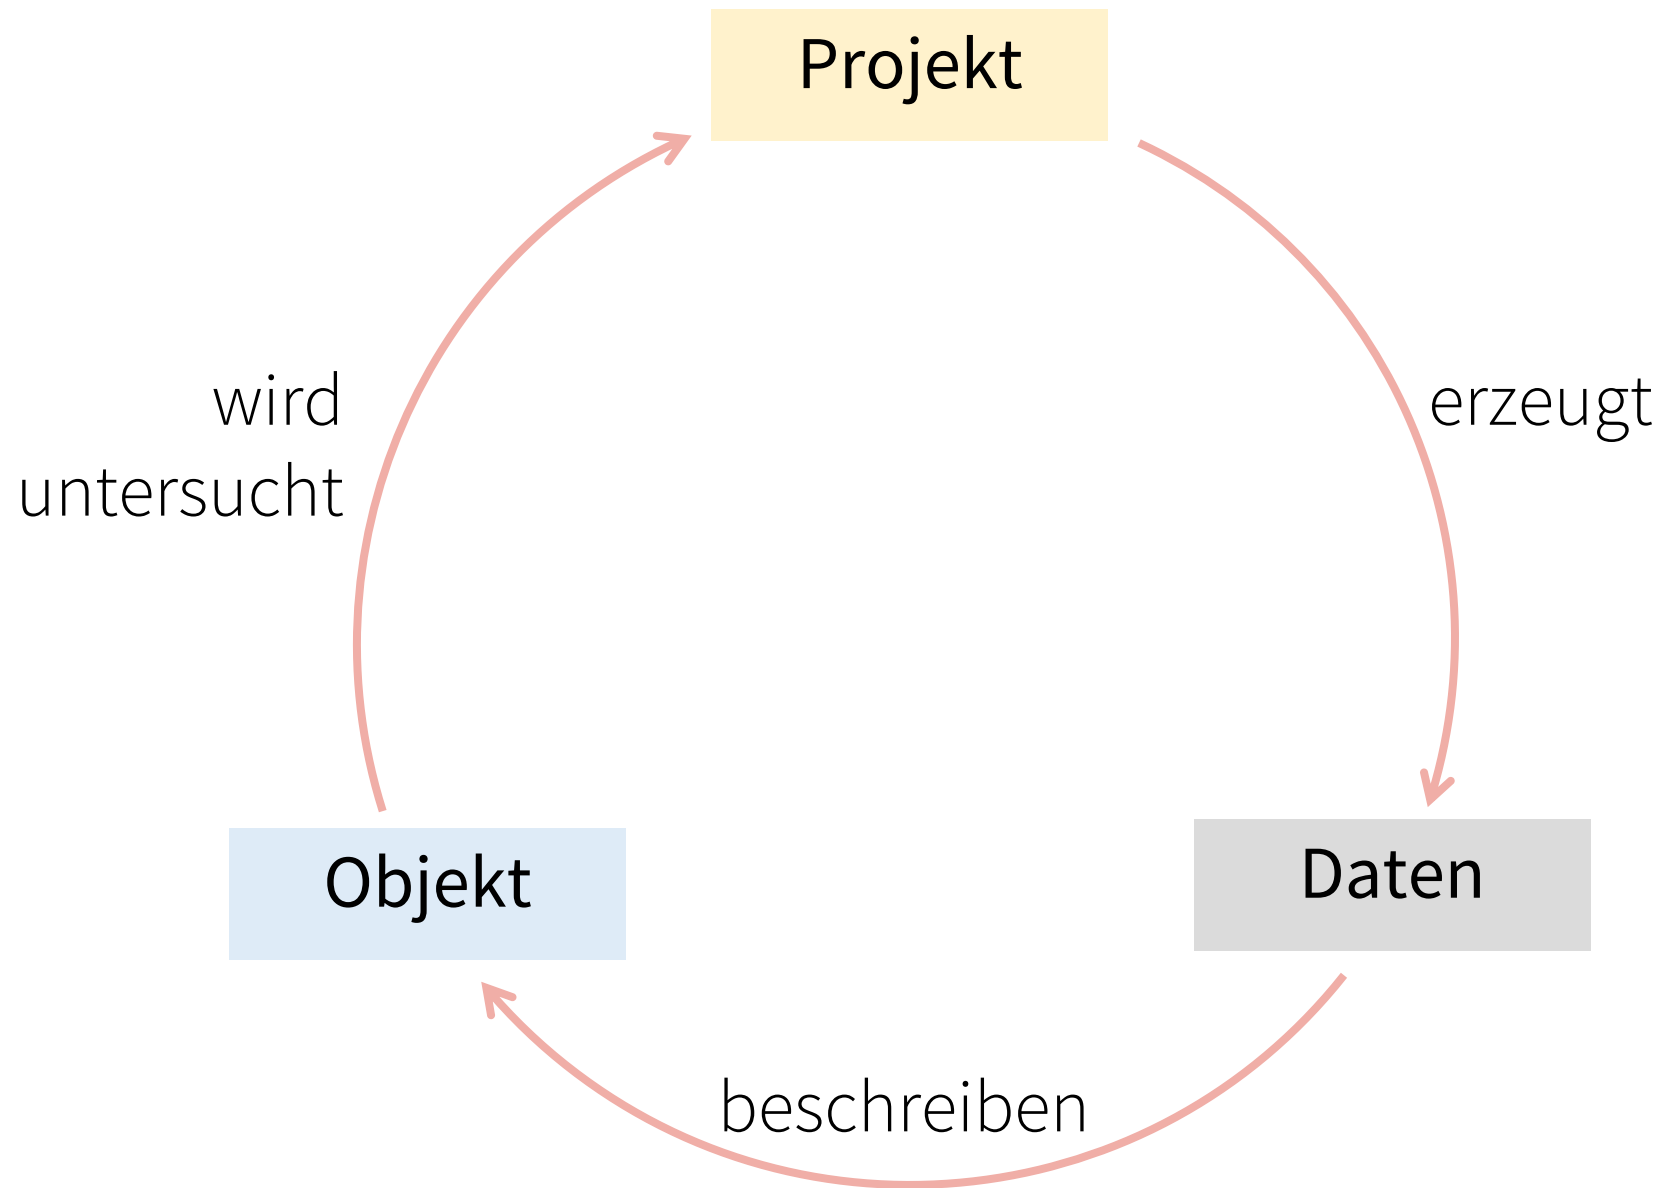 Projekt
wird
untersucht
erzeugt
Objekt
Daten
beschreiben